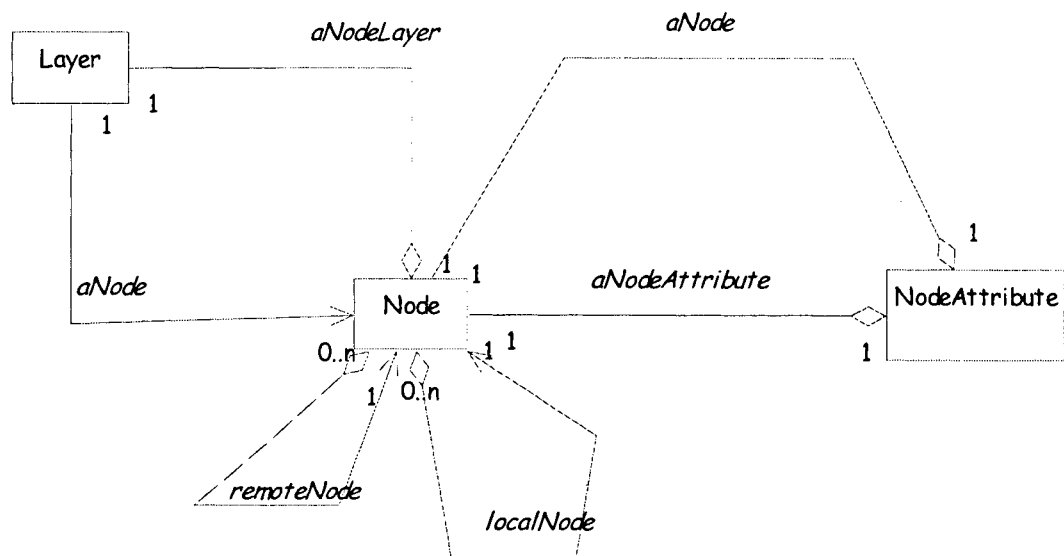 aNode
aNodeLayer
Layer
1
1
1
aNode
1 1
aNodeAttribute
NodeAttribute
Node
0..n
1 1
1
1
0..n
remoteNode
localNode